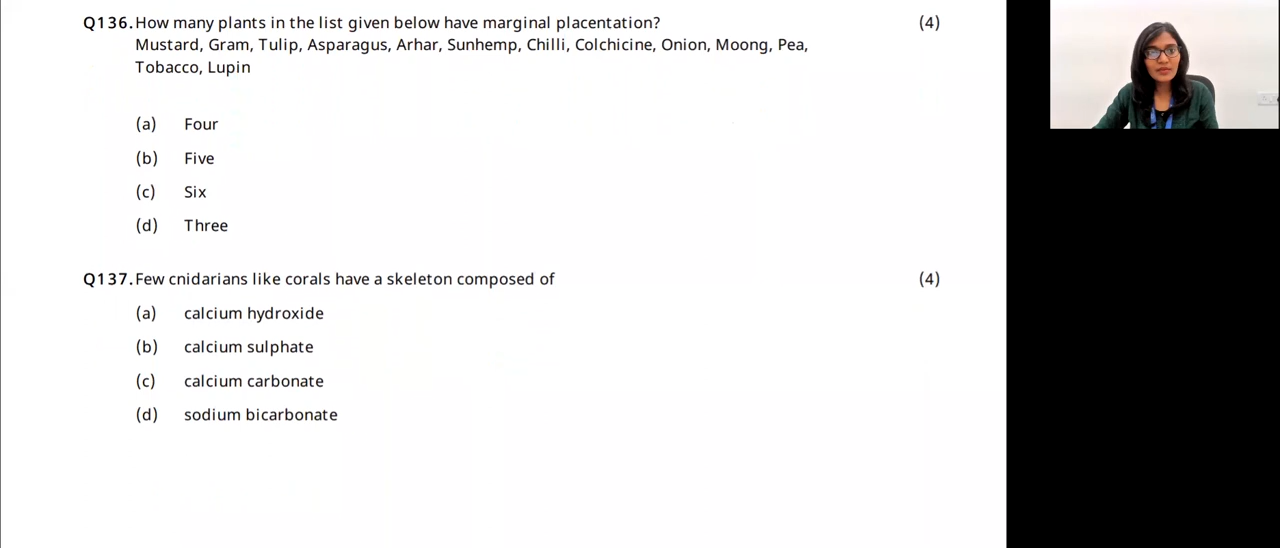 Q136. How many plants in the list given below have marginal placentation? (4)
Mustard, Gram, Tulip, Asparagus, Arhar, Sunhemp, Chilli, Colchicine, Onion, Moong, Pea,
Tobacco, Lupin
(a) Four
(b) Five
(c) Six
(d) Three
Q137. Few cnidarians like corals have a skeleton composed of (4)
(a) calcium hydroxide
(b) calcium sulphate
(c) calcium carbonate
(d) sodium bicarbonate